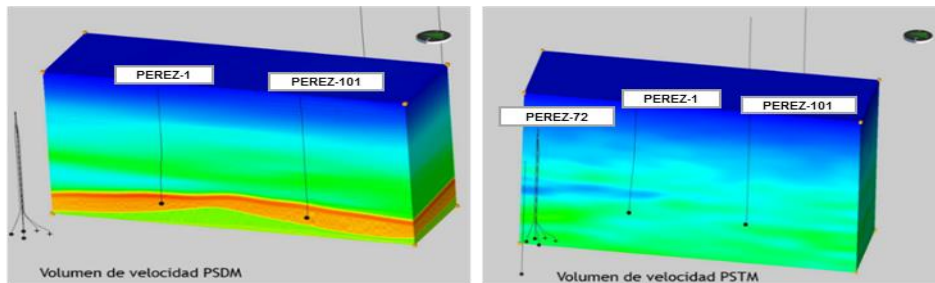 PEREZ-1
PEREZ-101
Volumen de velocidad PSDM
PEREZ-1
PEREZ-101
PEREZ-72
Volumen de velocidad PSTM